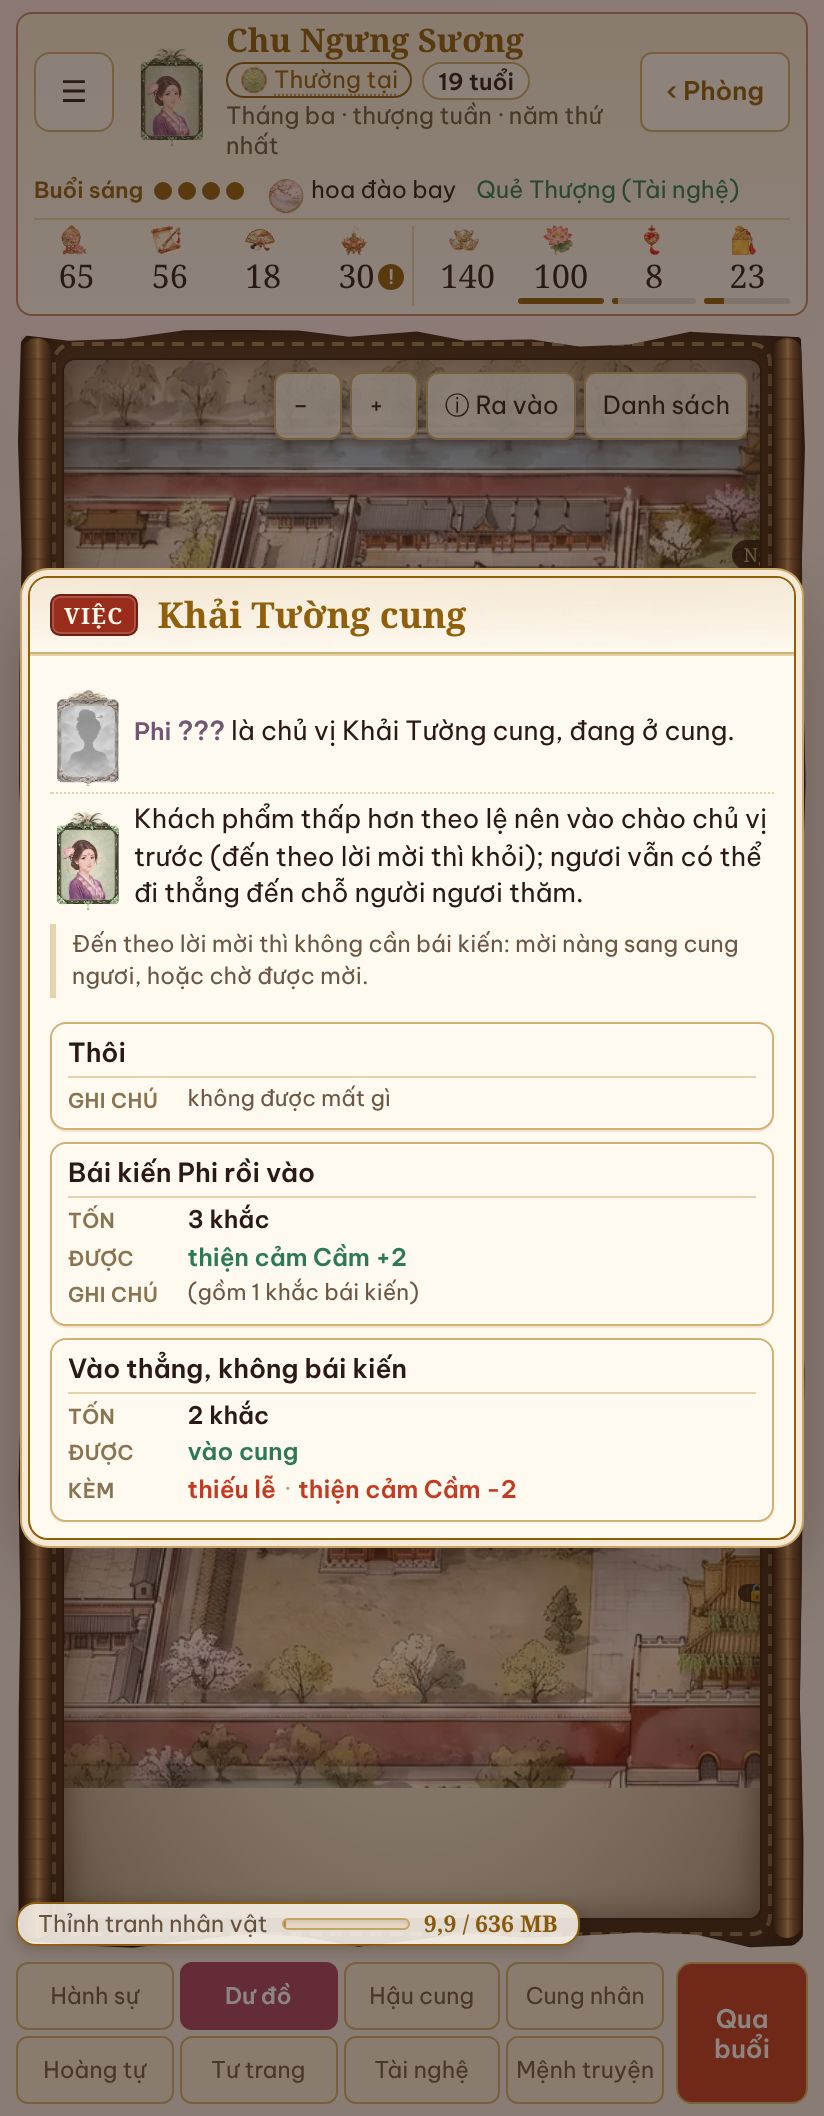 ☰
Chu Ngưng Sương
Thường tại
19 tuổi
Tháng ba · thượng tuần · năm thứ
nhất
‹ Phòng
Buổi sáng
hoa đào bay
Quẻ Thượng (Tài nghệ)
65
56
18
30 !
140
100
8
23
−
+
ⓘ Ra vào
Danh sách
N
VIỆC
Khải Tường cung
Phi ??? là chủ vị Khải Tường cung, đang ở cung.
Khách phẩm thấp hơn theo lệ nên vào chào chủ vị
trước (đến theo lời mời thì khỏi); ngươi vẫn có thể
đi thẳng đến chỗ người ngươi thăm.
Đến theo lời mời thì không cần bái kiến: mời nàng sang cung
ngươi, hoặc chờ được mời.
Thôi
GHI CHÚ không được mất gì
Bái kiến Phi rồi vào
TỐN 3 khắc
ĐƯỢC thiện cảm Cầm +2
GHI CHÚ (gồm 1 khắc bái kiến)
Vào thẳng, không bái kiến
TỐN 2 khắc
ĐƯỢC vào cung
KÈM thiếu lễ · thiện cảm Cầm -2
Thỉnh tranh nhân vật 9,9 / 636 MB
Hành sự
Dư đồ
Hậu cung
Cung nhân
Qua
buổi
Hoàng tự
Tư trang
Tài nghệ
Mệnh truyện